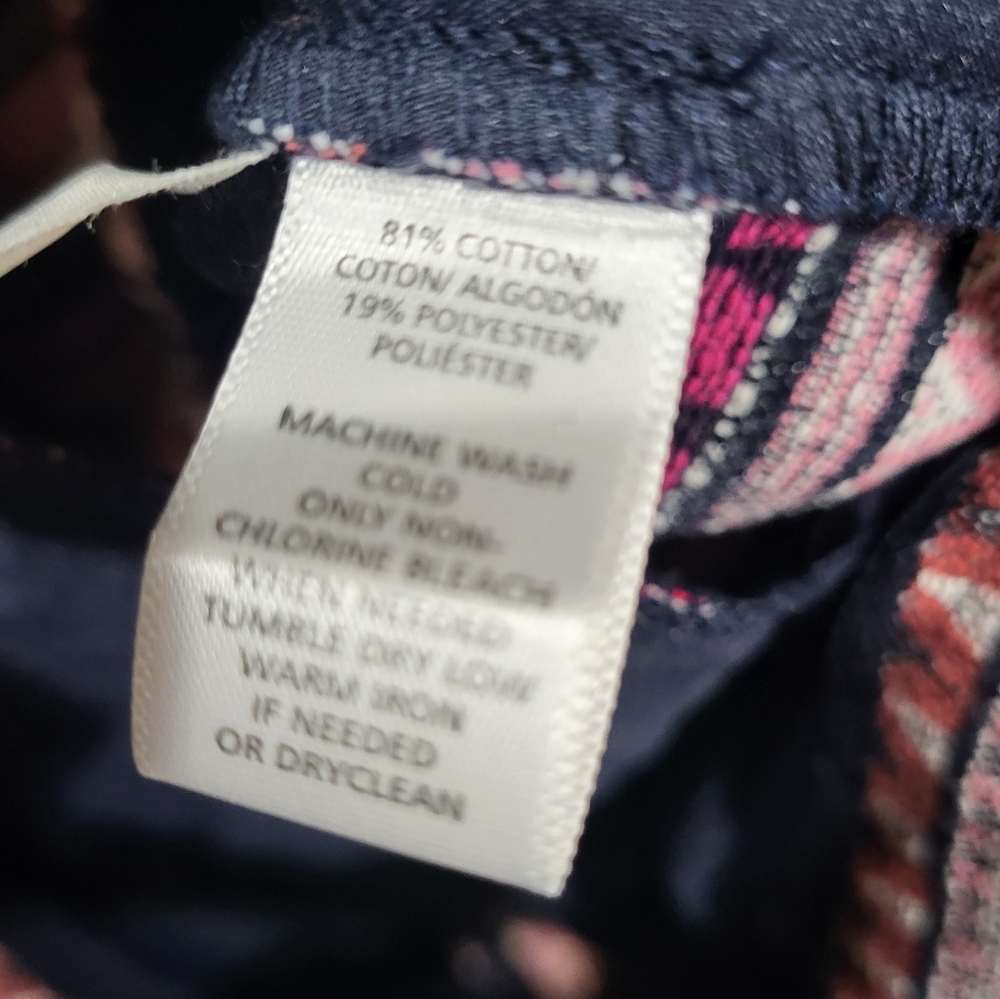 81% COTTON/
COTON/ ALGODÓN
19% POLYESTER/
POLIÉSTER
MACHINE WASH
COLD
ONLY NON-
CHLORINE BLEACH
WHEN NEEDED
TUMBLE DRY LOW
WARM IRON
IF NEEDED
OR DRYCLEAN